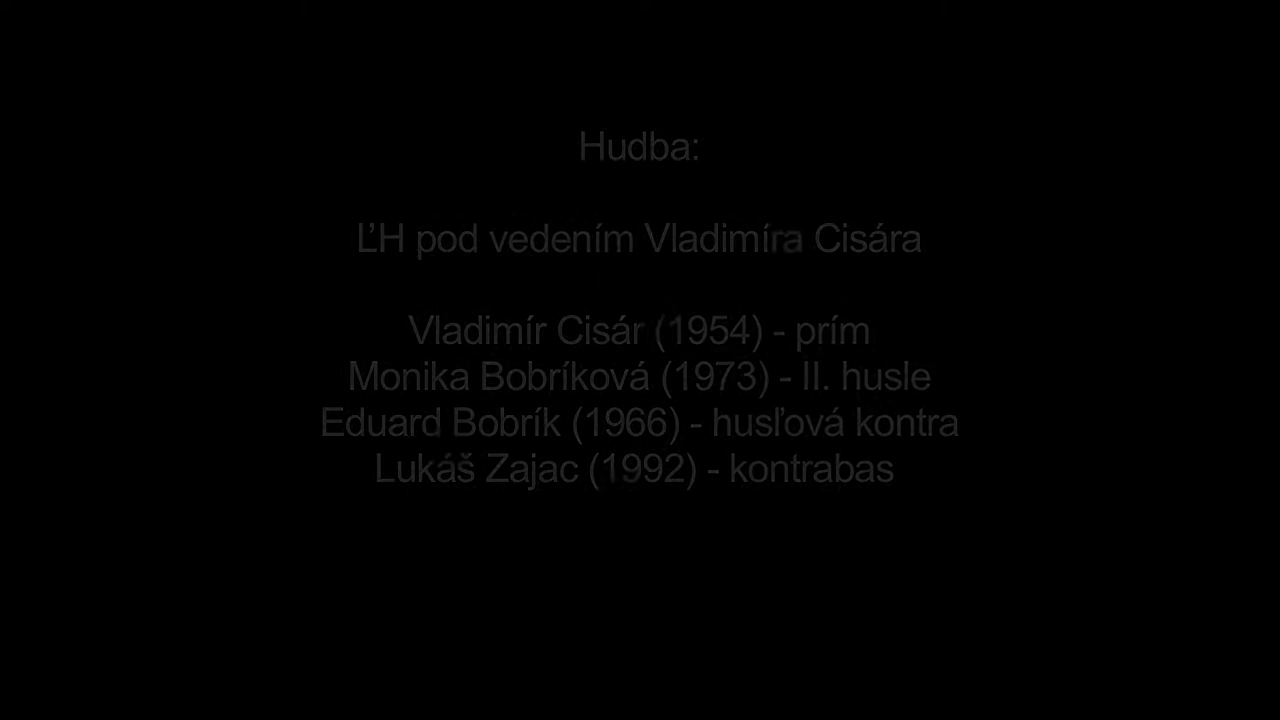 Hudba:
ĽH pod vedením Vladimíra Cisára
Vladimír Cisár (1954) - prím
Monika Bobríková (1973) - II. husle
Eduard Bobrík (1966) - husľová kontra
Lukáš Zajac (1992) - kontrabas